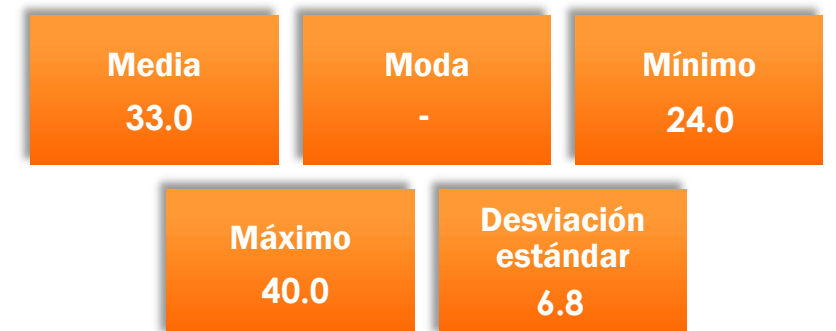 Media
33.0
Moda
-
Mínimo
24.0
Máximo
40.0
Desviación
estándar
6.8